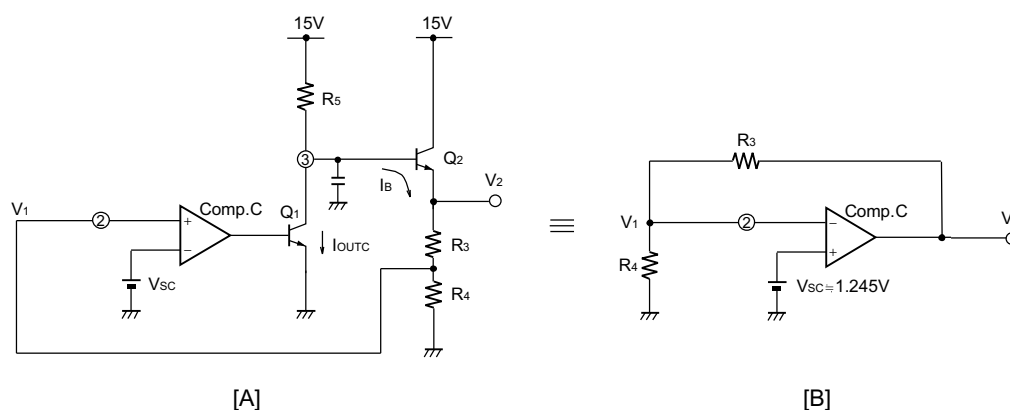 15V
15V
R5
3
Q2
IB
V2
Comp.C
Q1
V1
2
+
−
IOUTC
R3
VSC
R4
[A]
≡
R3
Comp.C
V1
2
−
+
V
R4
VSC≒1.245V
[B]